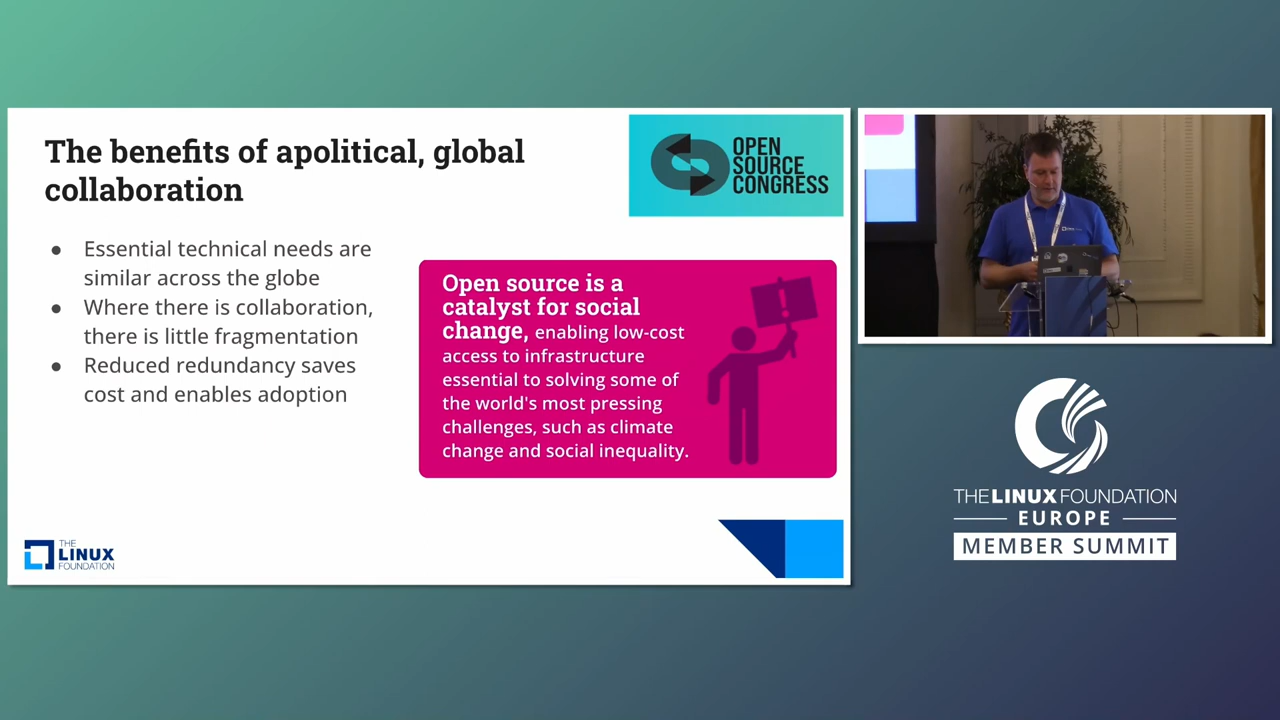 The benefits of apolitical, global
collaboration
OPEN
SOURCE
CONGRESS
● Essential technical needs are
similar across the globe
● Where there is collaboration,
there is little fragmentation
● Reduced redundancy saves
cost and enables adoption
Open source is a
catalyst for social
change, enabling low-cost
access to infrastructure
essential to solving some of
the world's most pressing
challenges, such as climate
change and social inequality.
!
THE
LINUX
FOUNDATION
THE LINUX FOUNDATION
EUROPE
MEMBER SUMMIT